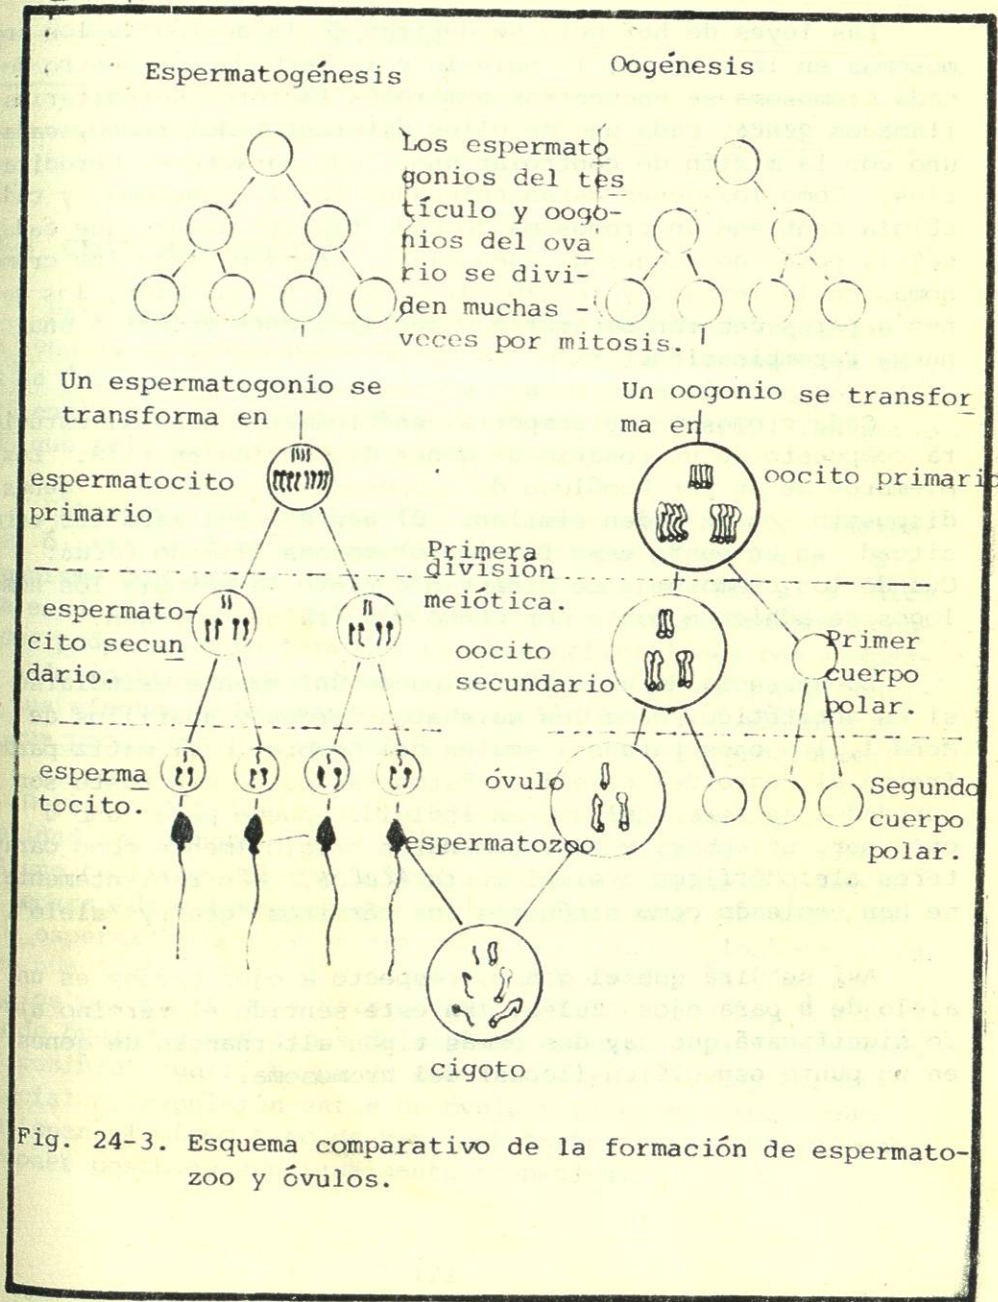 Espermatogénesis
Oogénesis
Los espermato
gonios del tes
tículo y oogo-
nios del ova
rio se divi-
den muchas -
veces por mitosis.
Un espermatogonio se
transforma en
Un oogonio se transfor
ma en
espermatocito
primario
oocito primario
Primera
división
meiótica.
espermato-
cito secun
dario.
oocito
secundario
Primer
cuerpo
polar.
esperma
tocito.
óvulo
Segundo
cuerpo
polar.
espermatozoo
cigoto
Fig. 24-3. Esquema comparativo de la formación de espermato-
zoo y óvulos.